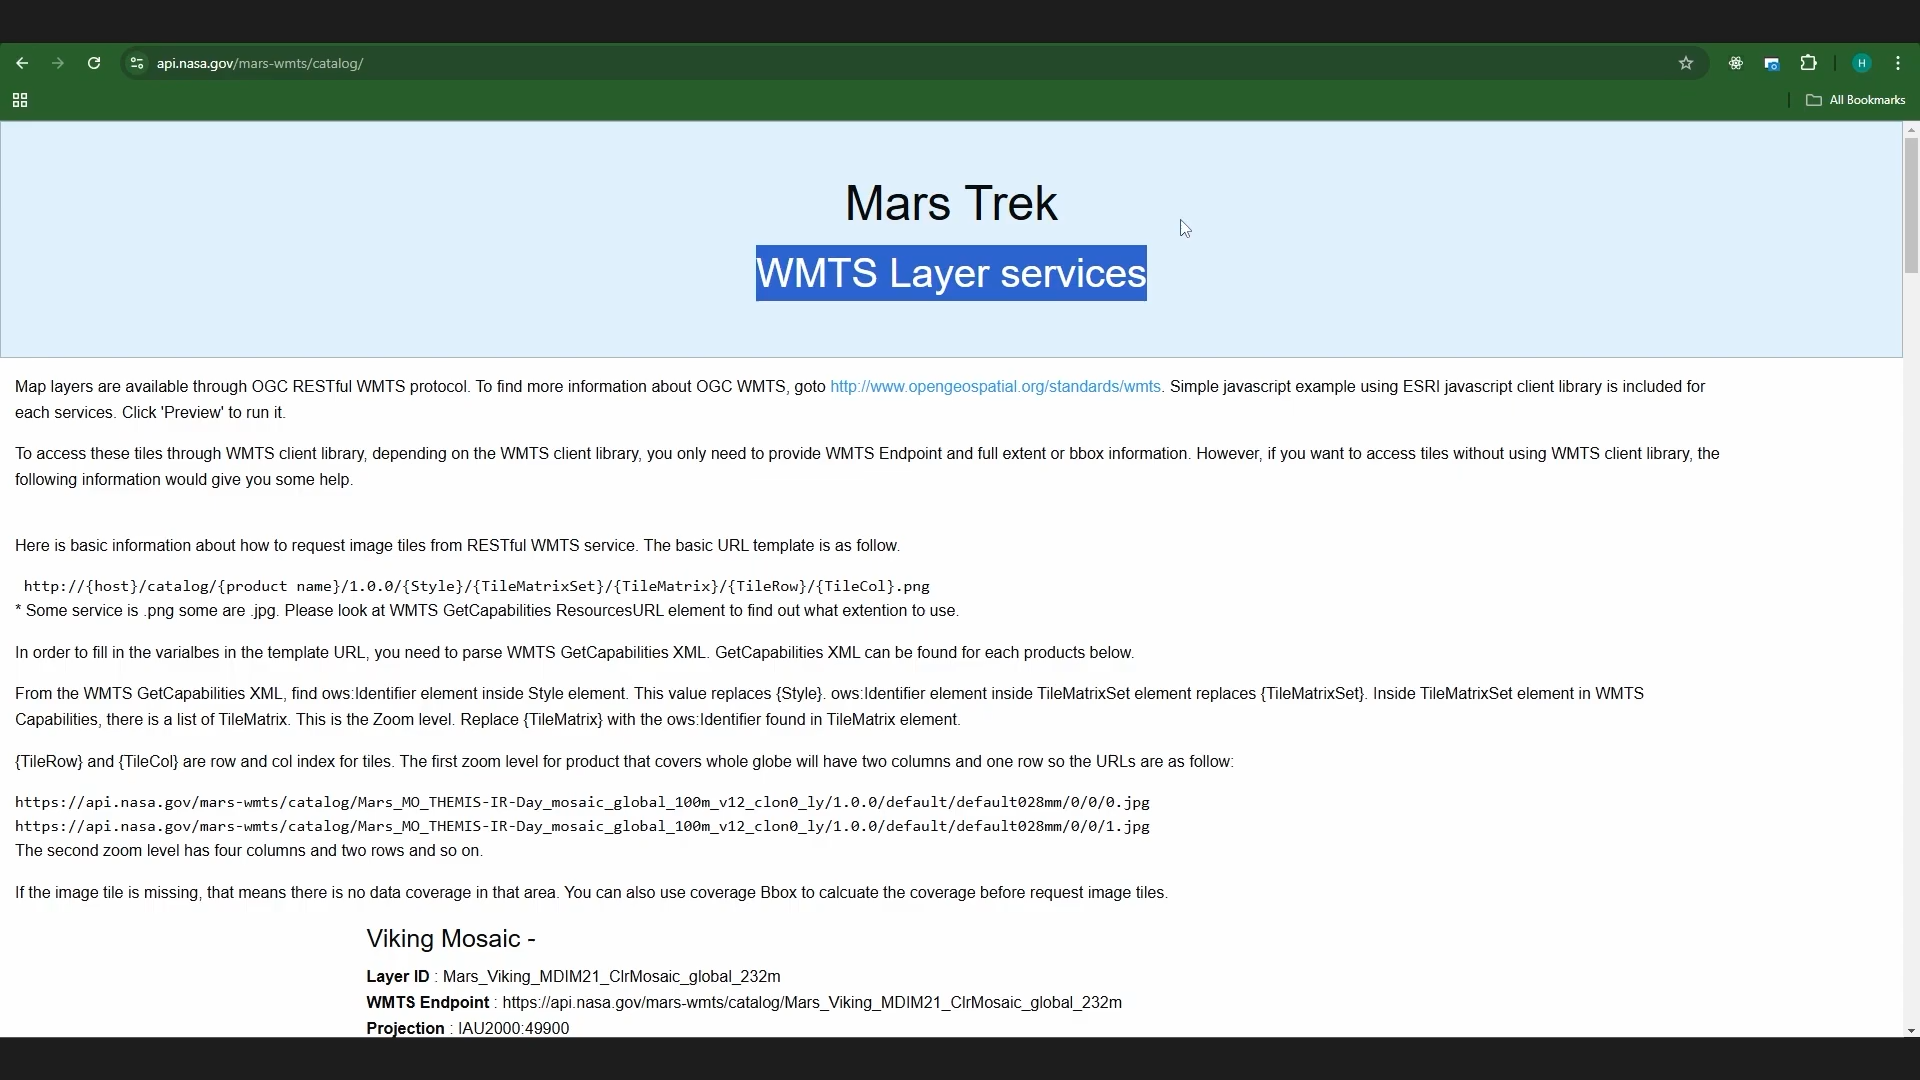 api.nasa.gov/mars-wmts/catalog/
H
All Bookmarks
Mars Trek
WMTS Layer services
Map layers are available through OGC RESTful WMTS protocol. To find more information about OGC WMTS, goto http://www.opengeospatial.org/standards/wmts. Simple javascript example using ESRI javascript client library is included for
each services. Click 'Preview' to run it.
To access these tiles through WMTS client library, depending on the WMTS client library, you only need to provide WMTS Endpoint and full extent or bbox information. However, if you want to access tiles without using WMTS client library, the
following information would give you some help.
Here is basic information about how to request image tiles from RESTful WMTS service. The basic URL template is as follow.
http://{host}/catalog/{product name}/1.0.0/{Style}/{TileMatrixSet}/{TileMatrix}/{TileRow}/{TileCol}.png
* Some service is .png some are .jpg. Please look at WMTS GetCapabilities ResourcesURL element to find out what extention to use.
In order to fill in the varialbes in the template URL, you need to parse WMTS GetCapabilities XML. GetCapabilities XML can be found for each products below.
From the WMTS GetCapabilities XML, find ows:Identifier element inside Style element. This value replaces {Style}. ows:Identifier element inside TileMatrixSet element replaces {TileMatrixSet}. Inside TileMatrixSet element in WMTS
Capabilities, there is a list of TileMatrix. This is the Zoom level. Replace {TileMatrix} with the ows:Identifier found in TileMatrix element.
{TileRow} and {TileCol} are row and col index for tiles. The first zoom level for product that covers whole globe will have two columns and one row so the URLs are as follow:
https://api.nasa.gov/mars-wmts/catalog/Mars_MO_THEMIS-IR-Day_mosaic_global_100m_v12_clon0_ly/1.0.0/default/default028mm/0/0/0.jpg
https://api.nasa.gov/mars-wmts/catalog/Mars_MO_THEMIS-IR-Day_mosaic_global_100m_v12_clon0_ly/1.0.0/default/default028mm/0/0/1.jpg
The second zoom level has four columns and two rows and so on.
If the image tile is missing, that means there is no data coverage in that area. You can also use coverage Bbox to calcuate the coverage before request image tiles.
Viking Mosaic -
Layer ID : Mars_Viking_MDIM21_ClrMosaic_global_232m
WMTS Endpoint : https://api.nasa.gov/mars-wmts/catalog/Mars_Viking_MDIM21_ClrMosaic_global_232m
Projection : IAU2000:49900